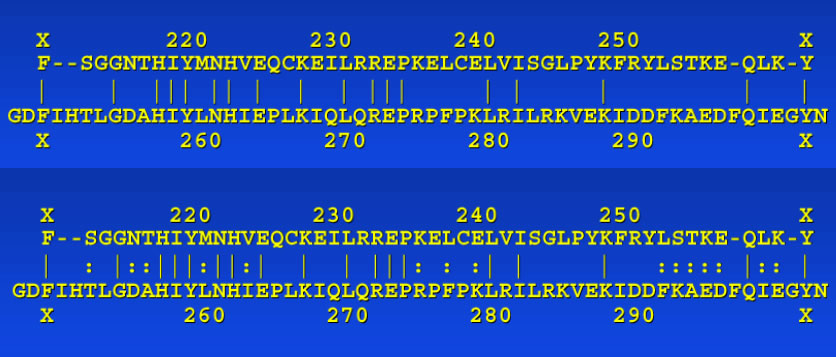 X 220 230 240 250 X
F--SGGNTHIYMNHVEQCKEILRREPKELCELVISGLPYKFRYLSTKE-QLK-Y
| | ||| || | | | ||| | | | | |
GDFIHTLGDAHIYLNHIEPLKIQLQREPRPFPKLRILRKVEKIDDFKAEDFQIEGYN
X 260 270 280 290 X
X 220 230 240 250 X
F--SGGNTHIYMNHVEQCKEILRREPKELCELVISGLPYKFRYLSTKE-QLK-Y
| : |::|||:||:| | | |||: : :| | | ::::: |:: |
GDFIHTLGDAHIYLNHIEPLKIQLQREPRPFPKLRILRKVEKIDDFKAEDFQIEGYN
X 260 270 280 290 X